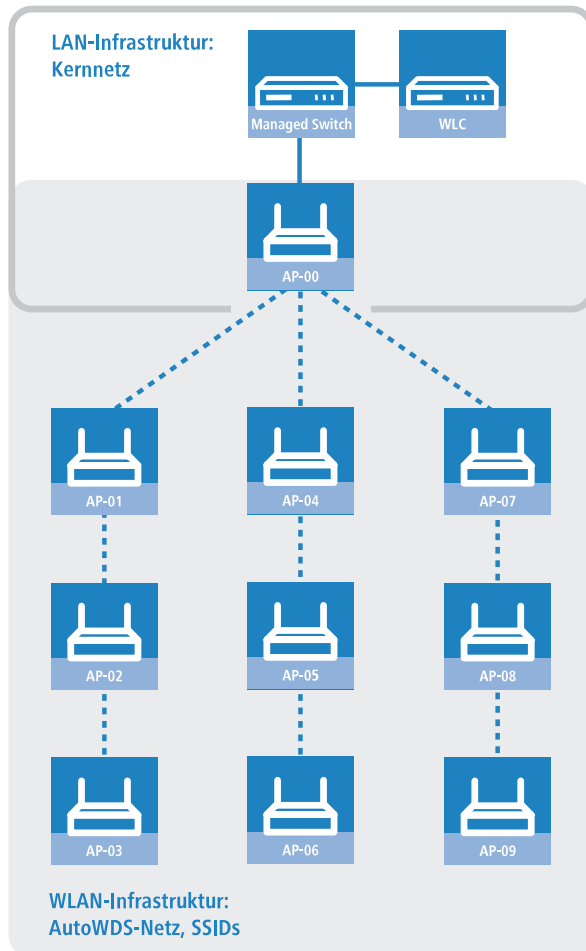 LAN-Infrastruktur:
Kernnetz
Managed Switch
WLC
AP-00
AP-01
AP-04
AP-07
AP-02
AP-05
AP-08
AP-03
AP-06
AP-09
WLAN-Infrastruktur:
AutoWDS-Netz, SSIDs